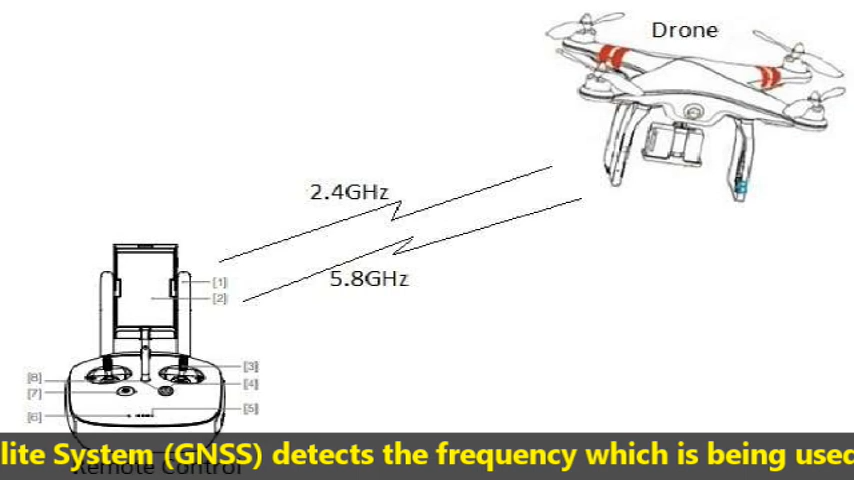 Drone
2.4GHz
5.8GHz
[1]
[2]
[3]
[8]
[4]
[7]
[5]
[6]
lite System (GNSS) detects the frequency which is being used
Remote Control